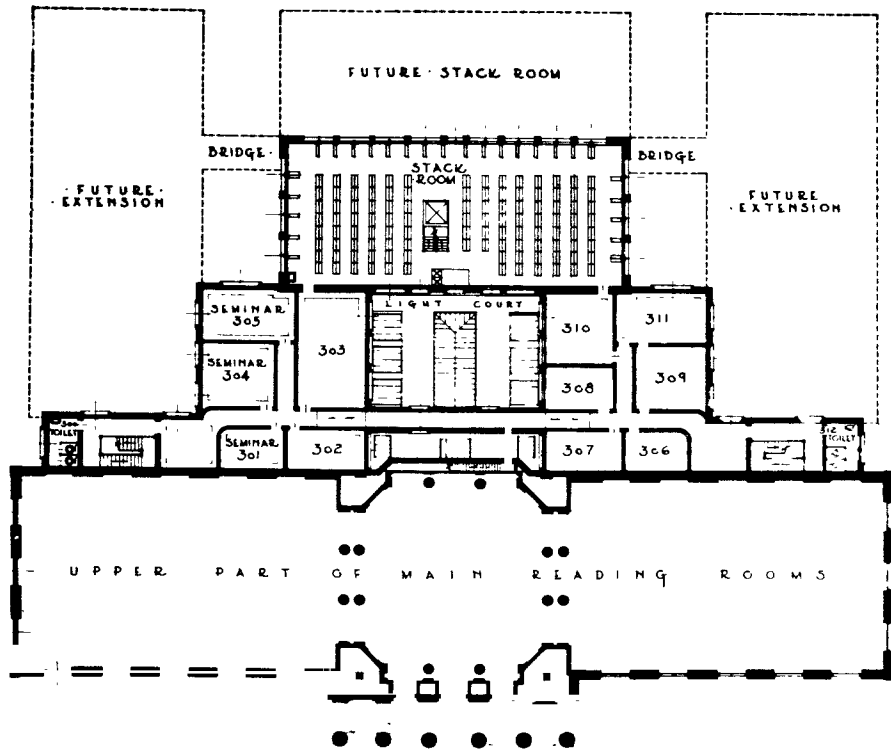 FUTURE · STACK ROOM
BRIDGE ·
STACK
ROOM
BRIDGE
· FUTURE ·
· EXTENSION
FUTURE
· EXTENSION
LIGHT COURT
SEMINAR
305
303
310
311
SEMINAR
304
308
309
300
TOILET
SEMINAR
301
302
307
306
312
TOILET
UPPER PART OF MAIN READING ROOMS